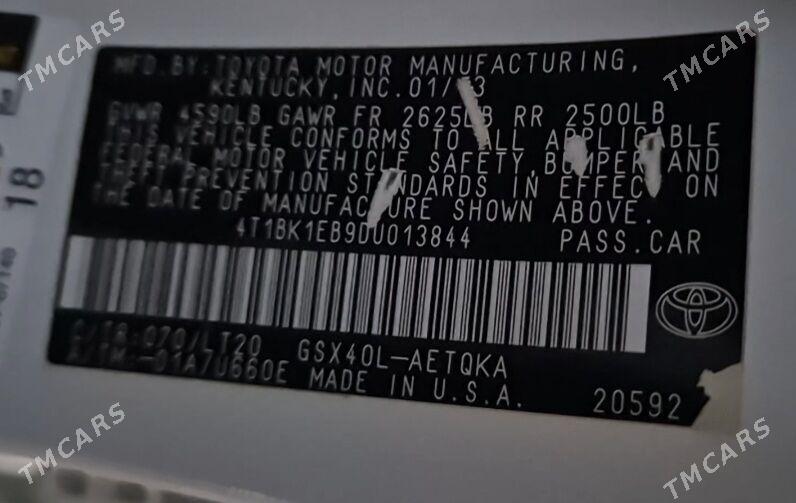 TMCARS
TMCARS
MFD.BY:TOYOTA MOTOR MANUFACTURING,
KENTUCKY,INC.01/13
GVWR 4590LB GAWR FR 2625LB RR 2500LB
THIS VEHICLE CONFORMS TO ALL APPLICABLE
FEDERAL MOTOR VEHICLE SAFETY,BUMPER,AND
THEFT PREVENTION STANDARDS IN EFFECT ON
THE DATE OF MANUFACTURE SHOWN ABOVE.
4T1BK1EB9DU013844 PASS.CAR
18
C/TR:070/LT20 GSX40L-AETQKA
A/TM:-01A/U660E MADE IN U.S.A. 20592
TMCARS
TMCARS